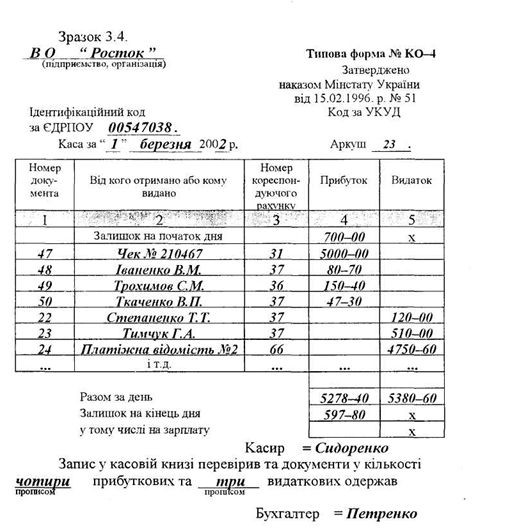 Зразок 3.4.
В О " Росток "
(підприємство, організація)
Типова форма № КО–4
Затверджено
наказом Мінстату України
від 15.02.1996. р. № 51
Ідентифікаційний код
Код за УКУД
за ЄДРПОУ 00547038.
Каса за " 1 " березня 2002 р.
Аркуш 23 .
Номер доку- мента
Від кого отримано або кому видано
Номер кореспон- дуючого рахунку
Прибуток
Видаток
1 2 3 4 5
Залишок на початок дня 700–00 х
47 Чек № 210467 31 5000–00
48 Іваненко В.М. 37 80–70
49 Трохимов С.М. 36 150–40
50 Ткаченко В.П. 37 47–30
22 Степаненко Т.Т. 37 120–00
23 Тимчук Г.А. 37 510–00
24 Платіжна відомість №2 66 4750–60
... і т.д. ... ... ...
Разом за день 5278–40 5380–60
Залишок на кінець дня 597–80 х
у тому числі на зарплату х
Касир = Сидоренко
Запис у касовій книзі перевірив та документи у кількості
чотири прибуткових та три видаткових одержав
прописом прописом
Бухгалтер = Петренко